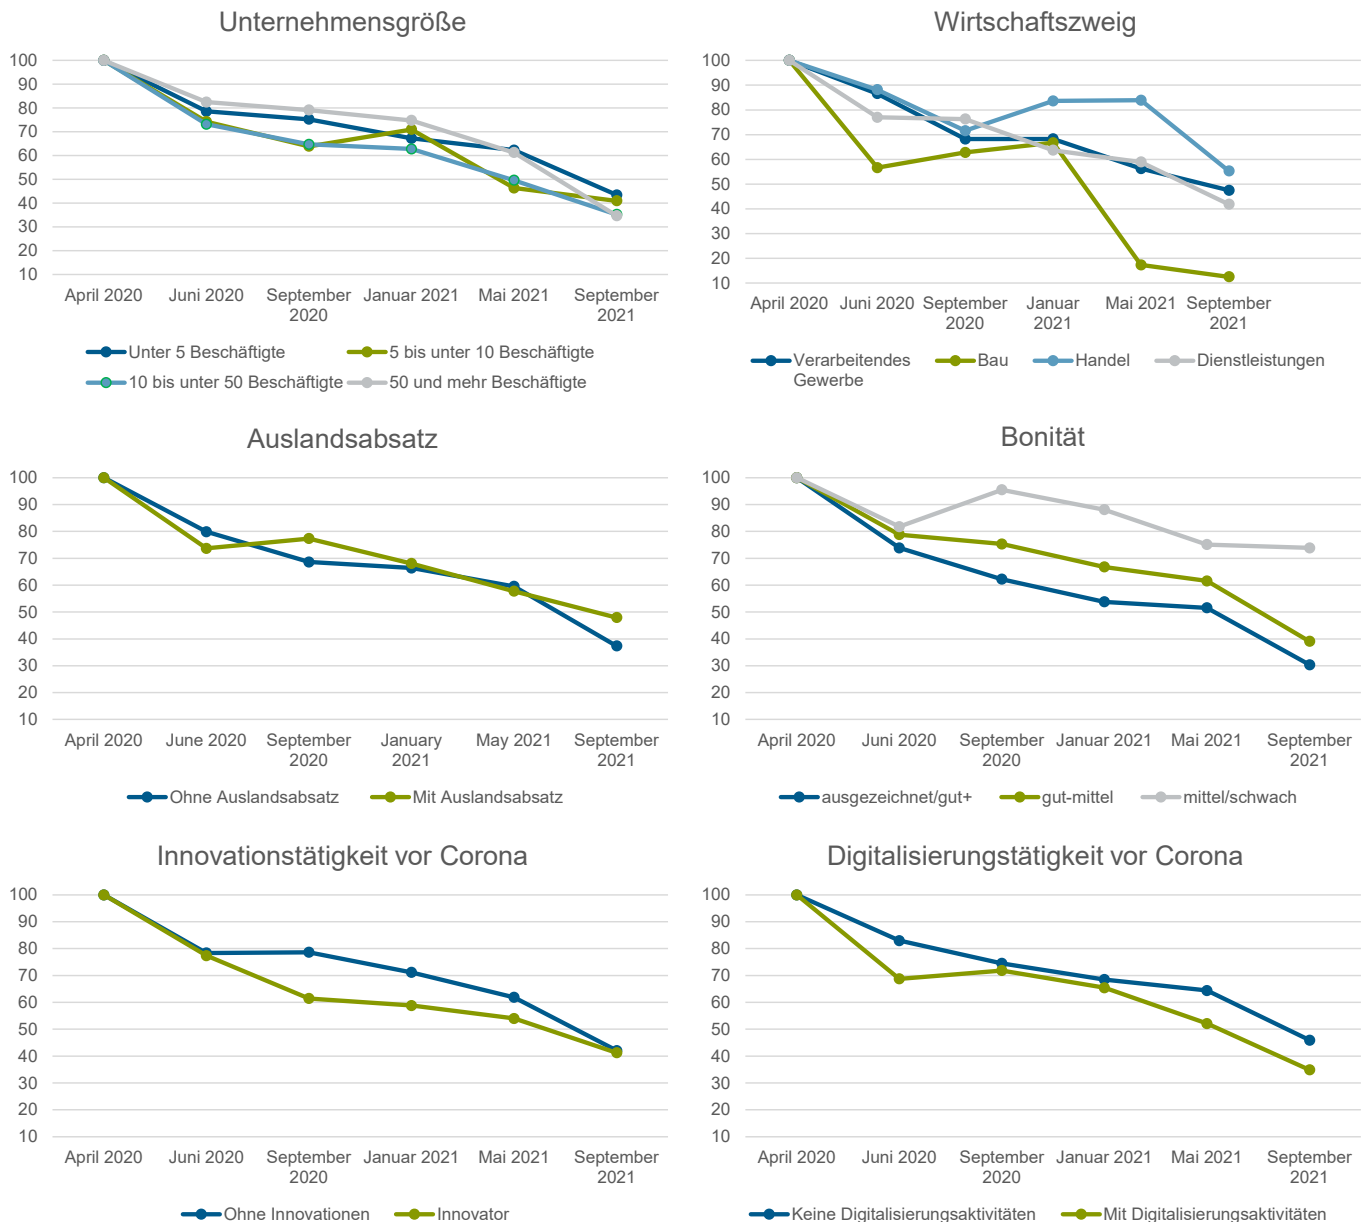 Unternehmensgröße
100
90
80
70
60
50
40
30
20
10
April 2020 Juni 2020 September Januar 2021 Mai 2021 September
2020 2021
Unter 5 Beschäftigte 5 bis unter 10 Beschäftigte
10 bis unter 50 Beschäftigte 50 und mehr Beschäftigte
Wirtschaftszweig
100
90
80
70
60
50
40
30
20
10
April 2020 Juni 2020 September Januar Mai 2021 September
2020 2021 2021
Verarbeitendes Bau Handel Dienstleistungen
Gewerbe
Auslandsabsatz
100
90
80
70
60
50
40
30
20
10
April 2020 June 2020 September January May 2021 September
2020 2021 2021
Ohne Auslandsabsatz Mit Auslandsabsatz
Bonität
100
90
80
70
60
50
40
30
20
10
April 2020 Juni 2020 September Januar 2021 Mai 2021 September
2020 2021
ausgezeichnet/gut+ gut-mittel mittel/schwach
Innovationstätigkeit vor Corona
100
90
80
70
60
50
40
30
20
10
April 2020 Juni 2020 September Januar 2021 Mai 2021 September
2020 2021
Ohne Innovationen Innovator
Digitalisierungstätigkeit vor Corona
100
90
80
70
60
50
40
30
20
10
April 2020 Juni 2020 September Januar 2021 Mai 2021 September
2020 2021
Keine Digitalisierungsaktivitäten Mit Digitalisierungsaktivitäten